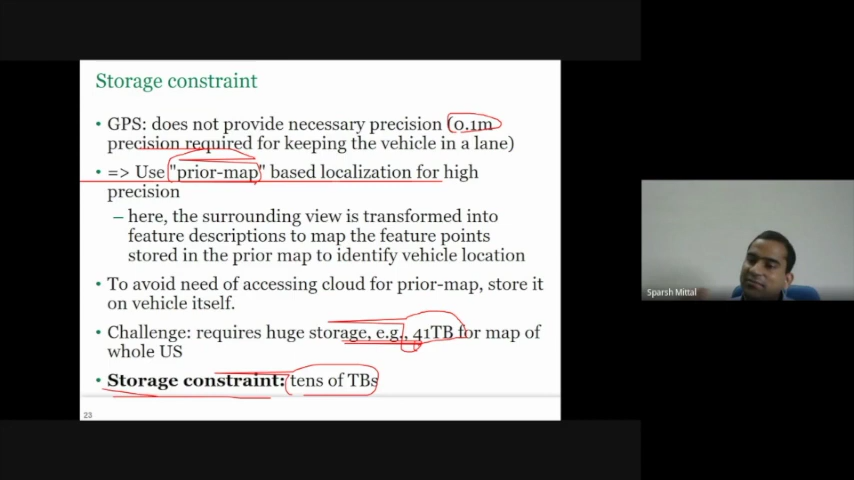 Storage constraint
• GPS: does not provide necessary precision (0.1m
precision required for keeping the vehicle in a lane)
• => Use "prior-map" based localization for high
precision
– here, the surrounding view is transformed into
feature descriptions to map the feature points
stored in the prior map to identify vehicle location
• To avoid need of accessing cloud for prior-map, store it
on vehicle itself.
• Challenge: requires huge storage, e.g., 41TB for map of
whole US
• Storage constraint: tens of TBs
23
Sparsh Mittal